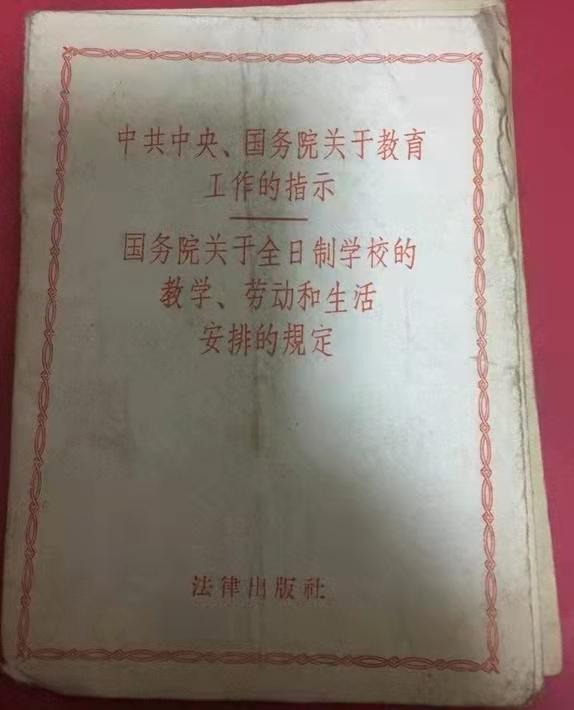 中共中央、国务院关于教育
工作的指示
国务院关于全日制学校的
教学、劳动和生活
安排的規定
法律出版社